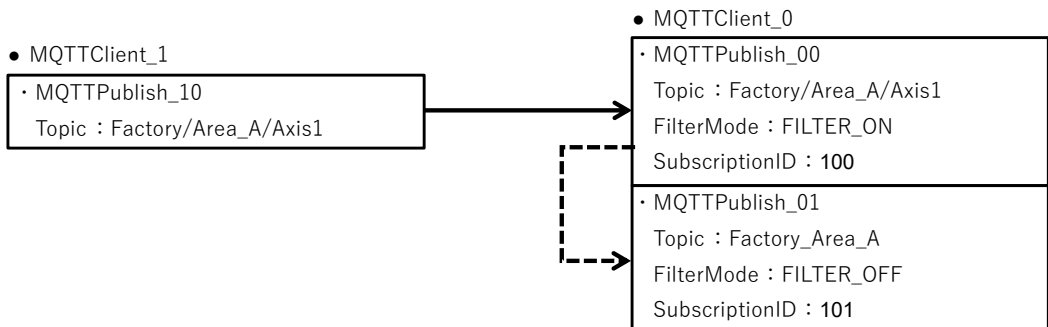 ● MQTTClient_0
● MQTTClient_1
・MQTTPublish_00
・MQTTPublish_10
Topic：Factory/Area_A/Axis1
Topic：Factory/Area_A/Axis1
FilterMode：FILTER_ON
SubscriptionID：100
・MQTTPublish_01
Topic：Factory_Area_A
FilterMode：FILTER_OFF
SubscriptionID：101